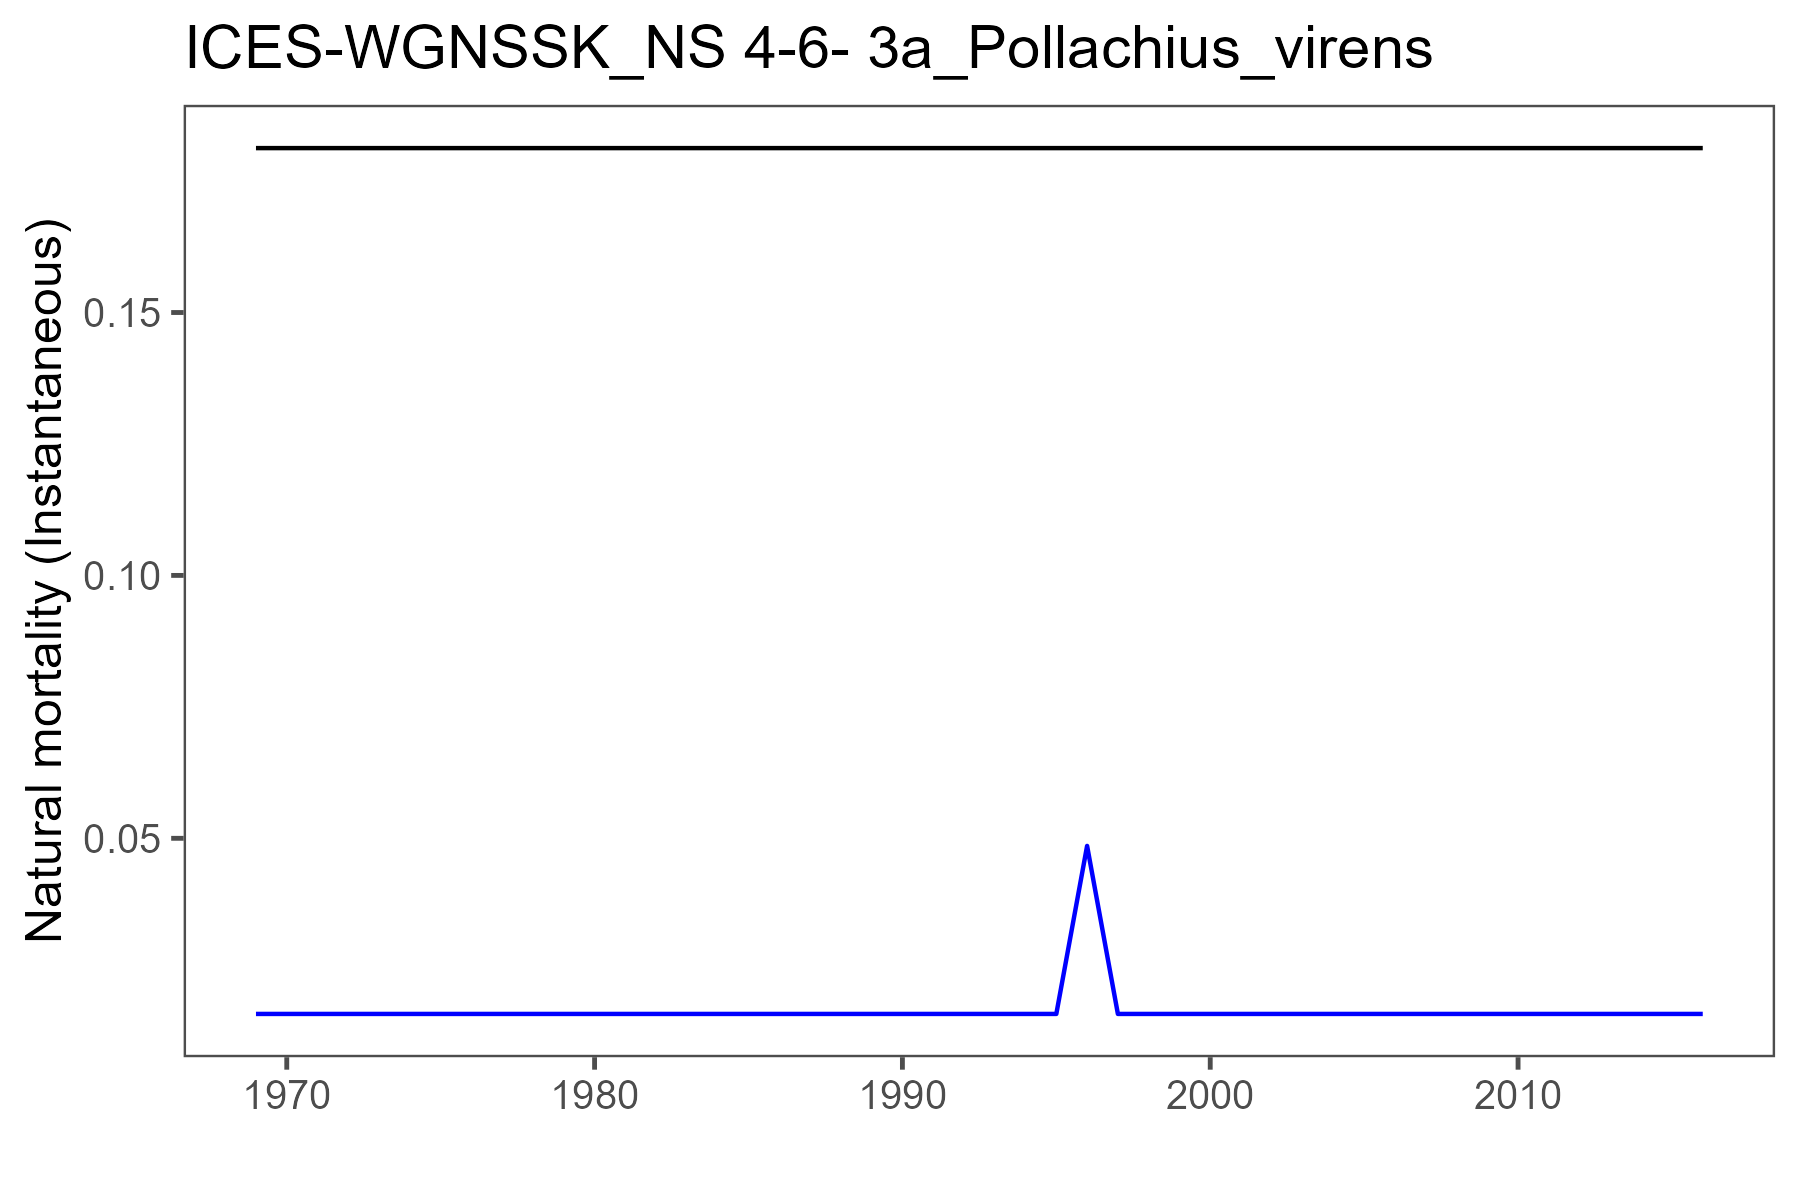 ICES-WGNSSK_NS 4-6- 3a_Pollachius_virens
Natural mortality (Instantaneous)
0.15
0.10
0.05
1970 1980 1990 2000 2010